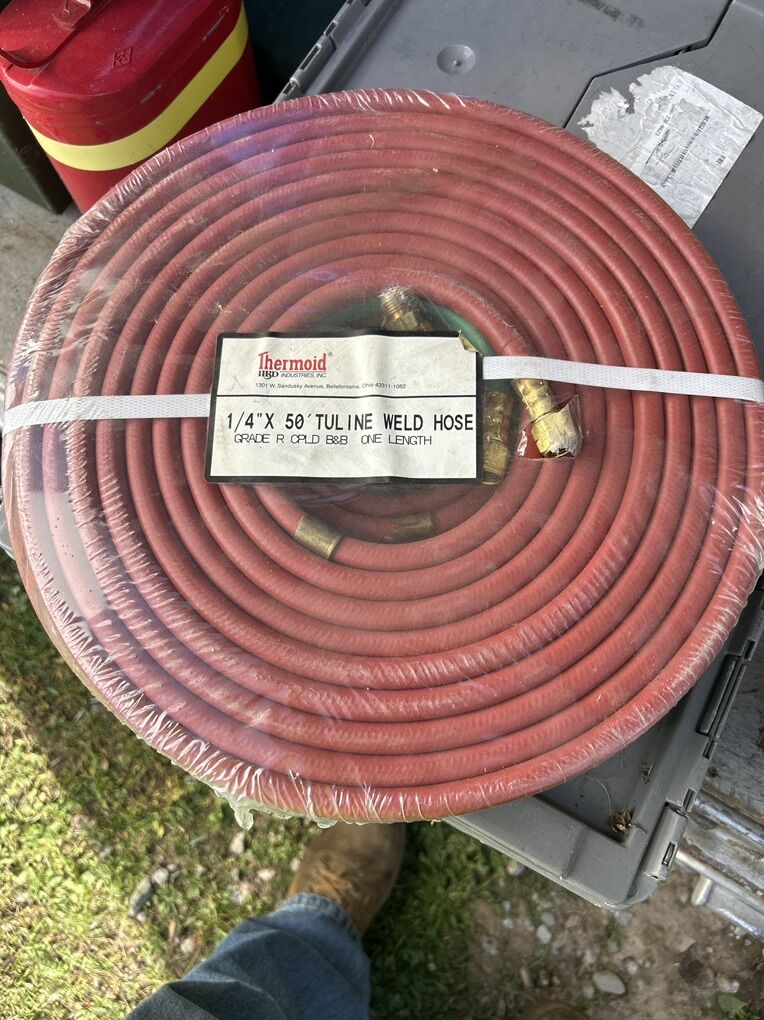 Thermoid®
HBD INDUSTRIES, INC.
1301 W. Sandusky Avenue, Bellefontaine, Ohio 43311-1082
1/4"X 50´TULINE WELD HOSE
GRADE R CPLD B&B ONE LENGTH